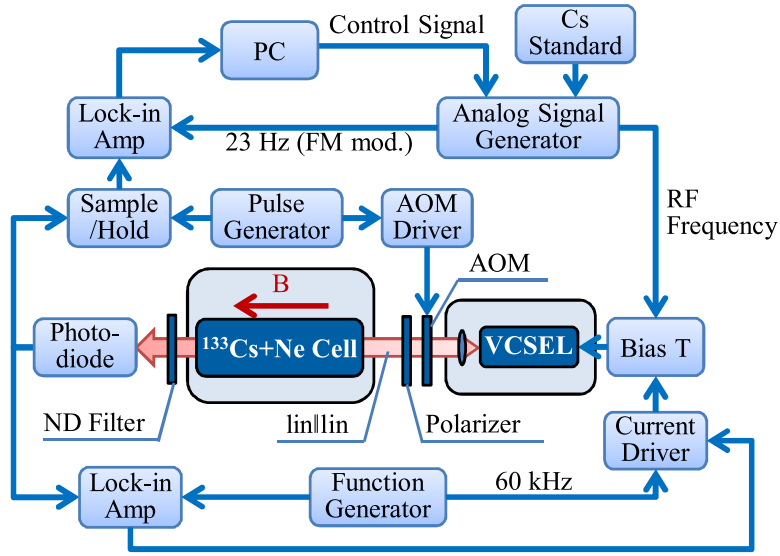 Control Signal
Cs
Standard
PC
Lock-in
Amp
23 Hz (FM mod.)
Analog Signal
Generator
Sample
/Hold
Pulse
Generator
AOM
Driver
RF
Frequency
AOM
B
Photo-
diode
¹³³Cs+Ne Cell
VCSEL
Bias T
ND Filter
lin||lin
Polarizer
Current
Driver
Lock-in
Amp
Function
Generator
60 kHz